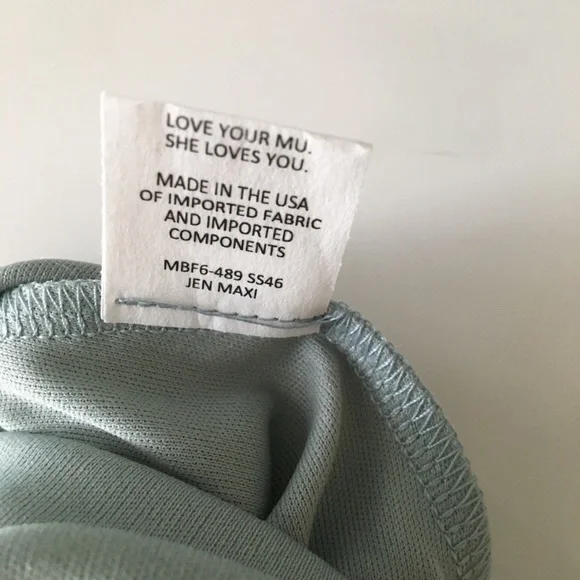 LOVE YOUR MU.
SHE LOVES YOU.
MADE IN THE USA
OF IMPORTED FABRIC
AND IMPORTED
COMPONENTS
MBF6-489 SS46
JEN MAXI